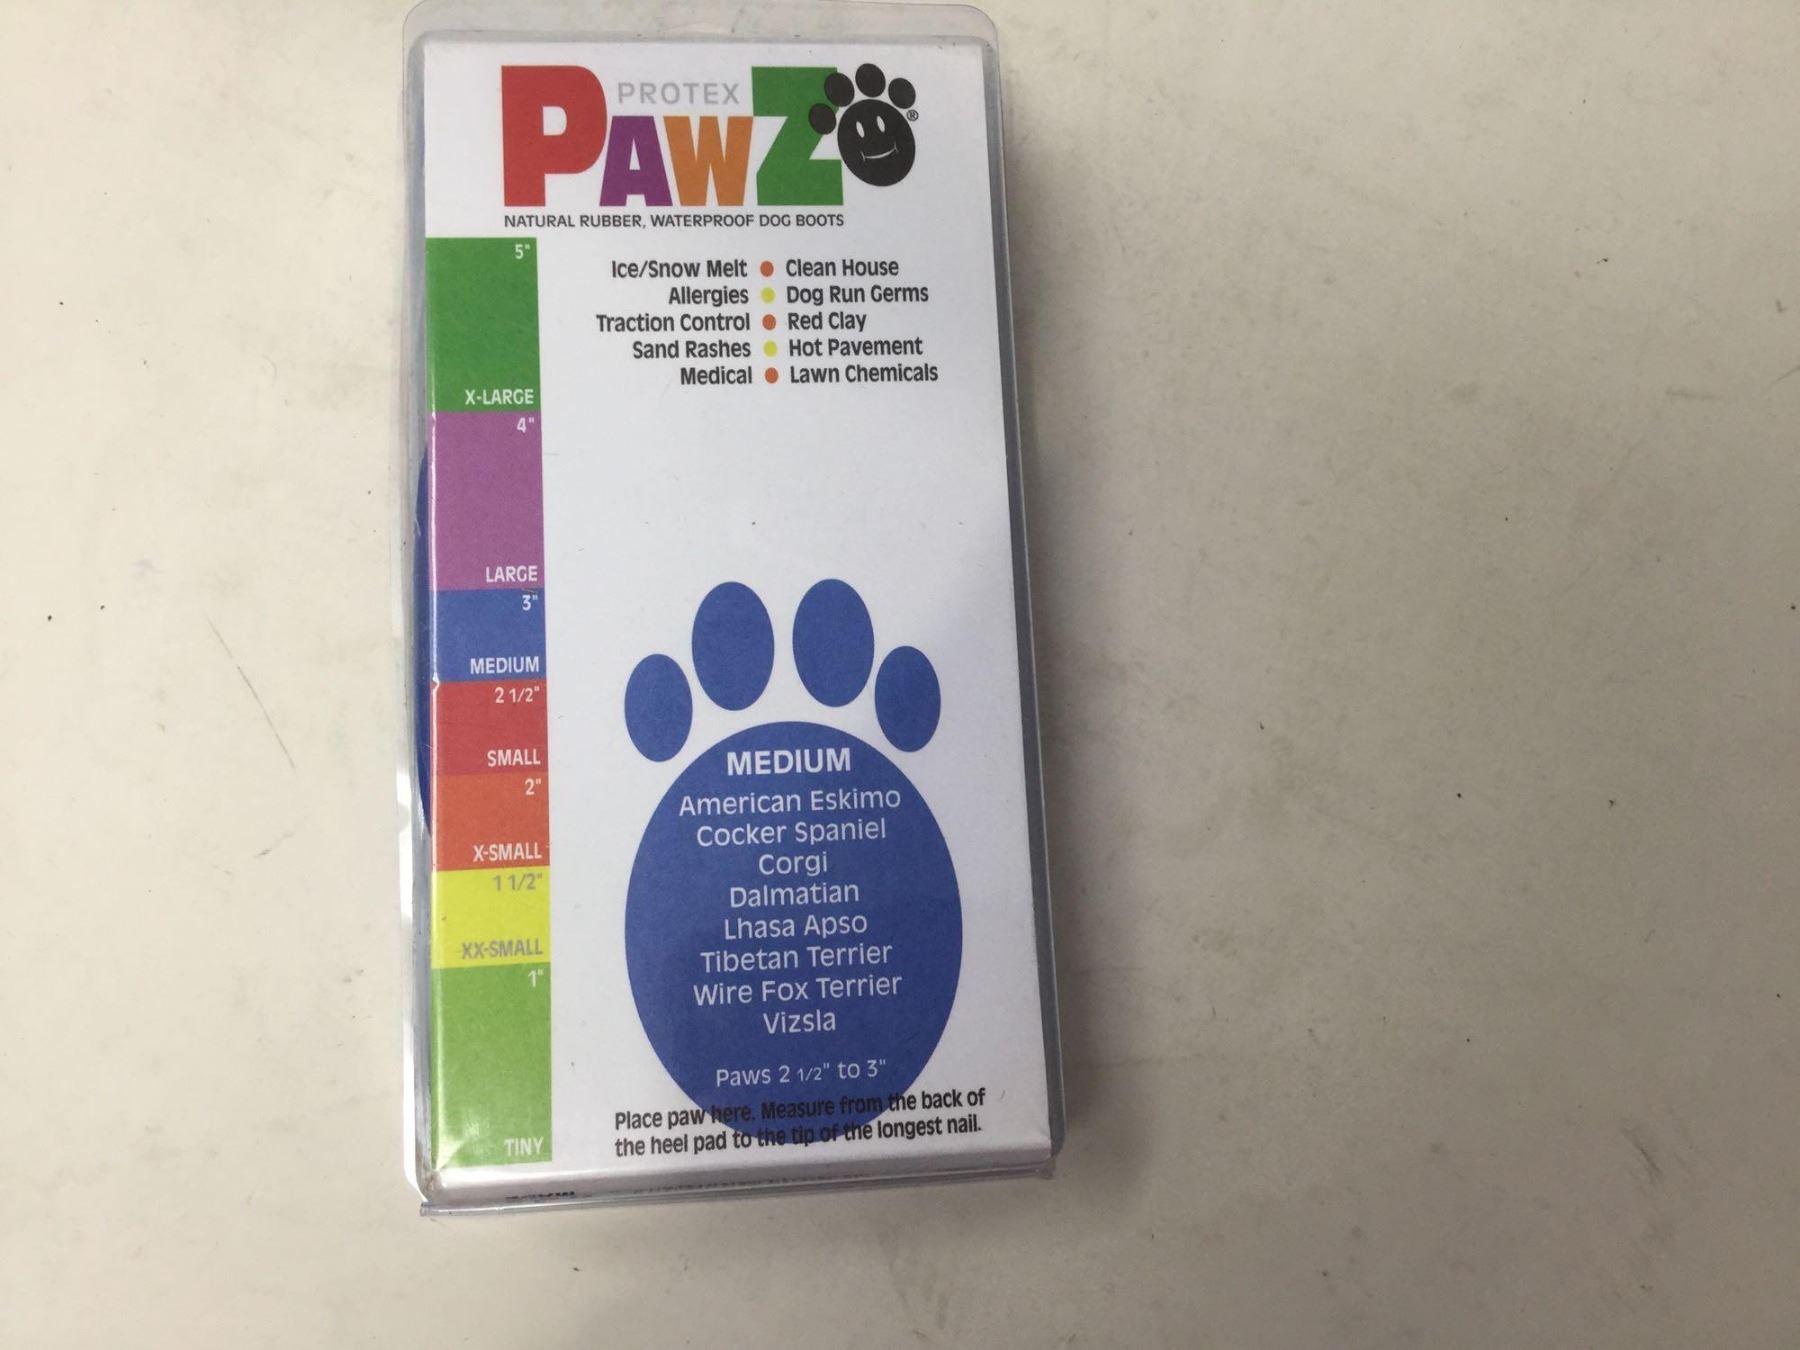 PROTEX
PAWZ ®
NATURAL RUBBER, WATERPROOF DOG BOOTS
Ice/Snow Melt • Clean House
Allergies • Dog Run Germs
Traction Control • Red Clay
Sand Rashes • Hot Pavement
Medical • Lawn Chemicals
5"
X-LARGE
4"
LARGE
3"
MEDIUM
2 1/2"
SMALL
2"
X-SMALL
1 1/2"
XX-SMALL
1"
TINY
MEDIUM
American Eskimo
Cocker Spaniel
Corgi
Dalmatian
Lhasa Apso
Tibetan Terrier
Wire Fox Terrier
Vizsla
Paws 2 1/2" to 3"
Place paw here. Measure from the back of
the heel pad to the tip of the longest nail.